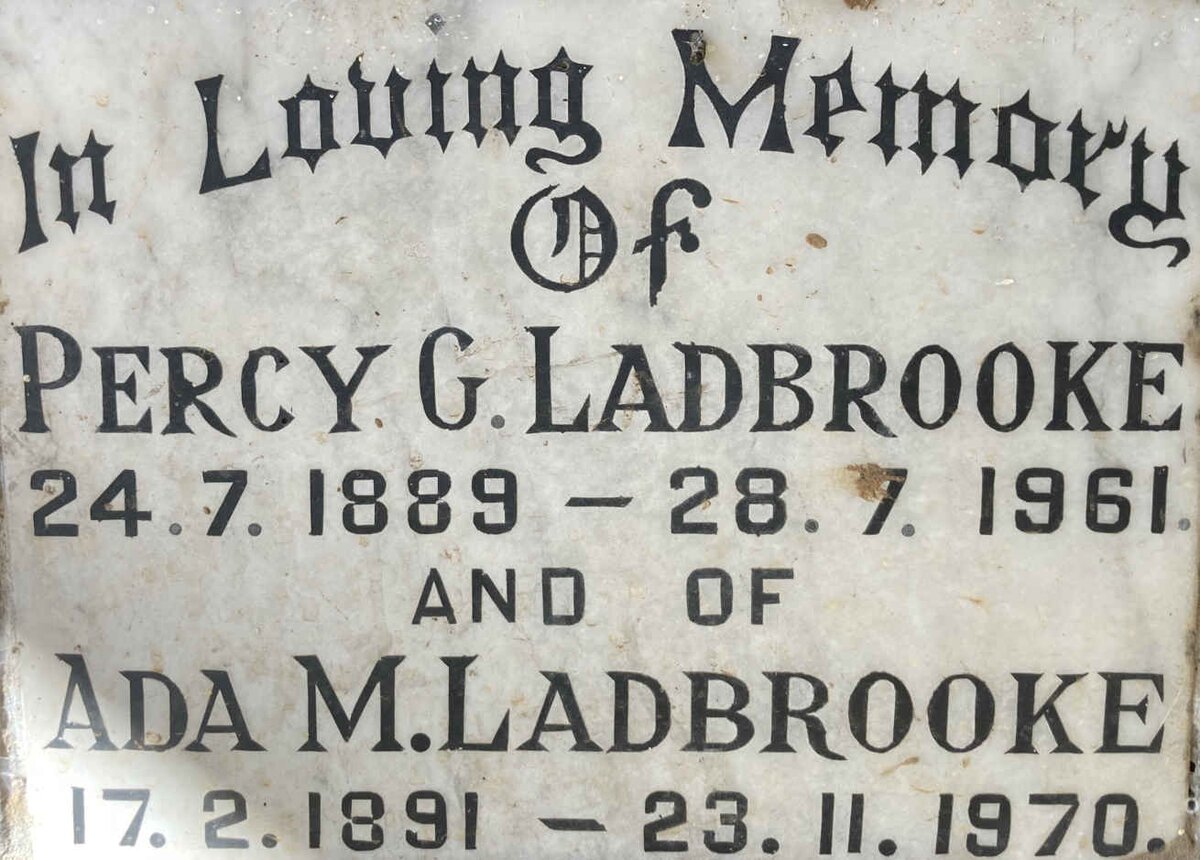 In Loving Memory
Of
PERCY G. LADBROOKE
24.7. 1889 – 28.7. 1961.
AND OF
ADA M. LADBROOKE
17. 2. 1891 – 23. 11. 1970.